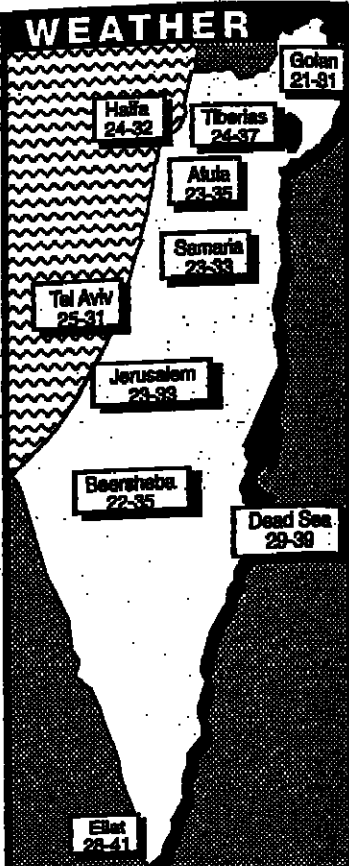 WEATHER
Golan
21-31
Haifa
24-32
Tiberias
24-37
Afula
23-35
Samaria
23-33
Tel Aviv
25-31
Jerusalem
23-33
Beersheba
22-35
Dead Sea
29-39
Eilat
28-41